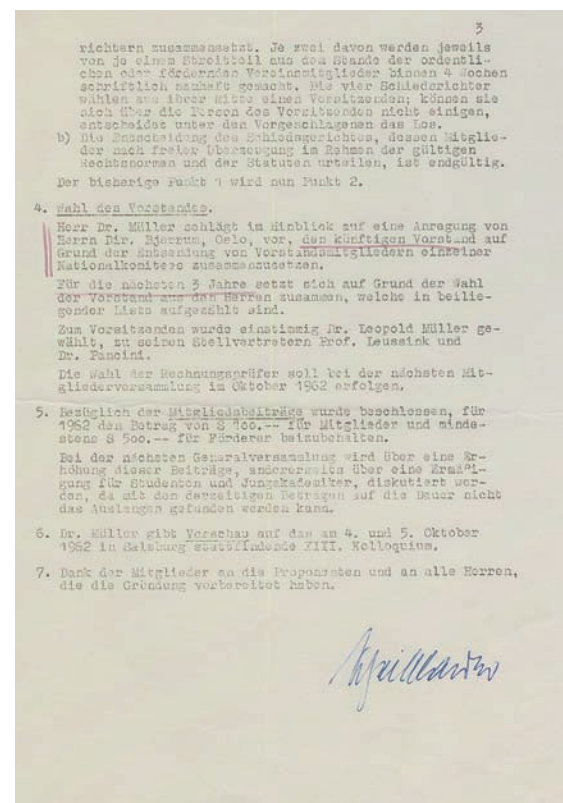 3
richtern zusammensetzt. Je zwei davon werden jeweils
von je einem Streitteil aus dem Stande der ordentli-
chen oder fördernden Vereinsmitglieder binnen 4 Wochen
schriftlich namhaft gemacht. Die vier Schiedsrichter
wählen aus ihrer Mitte einen Vorsitzenden; können sie
sich über die Person des Vorsitzenden nicht einigen,
entscheidet unter den Vorgeschlagenen das Los.
b) Die Entscheidung des Schiedsgerichtes, dessen Mitglie-
der nach freier Überzeugung im Rahmen der gültigen
Rechtsnormen und der Statuten urteilen, ist endgültig.
Der bisherige Punkt 1 wird nun Punkt 2.
4. Wahl des Vorstandes.
Herr Dr. Müller schlägt im Hinblick auf eine Anregung von
Herrn Dir. Bjerrum, Oslo, vor, den künftigen Vorstand auf
Grund der Entsendung von Vorstandsmitgliedern einzelner
Nationalkomitees zusammenzusetzen.
Für die nächsten 3 Jahre setzt sich auf Grund der Wahl
der Vorstand aus den Herren zusammen, welche in beilie-
gender Liste aufgezählt sind.
Zum Vorsitzenden wurde einstimmig Dr. Leopold Müller ge-
wählt, zu seinen Stellvertretern Prof. Leussink und
Dr. Pancini.
Die Wahl der Rechnungsprüfer soll bei der nächsten Mit-
gliederversammlung im Oktober 1962 erfolgen.
5. Bezüglich der Mitgliedsbeiträge wurde beschlossen, für
1962 den Betrag von S 100.-- für Mitglieder und minde-
stens S 500.-- für Förderer beizubehalten.
Bei der nächsten Generalversammlung wird über eine Er-
höhung dieser Beiträge, andererseits über eine Ermäßi-
gung für Studenten und Jungakademiker, diskutiert wer-
den, da mit den derzeitigen Beträgen auf die Dauer nicht
das Auslangen gefunden werden kann.
6. Dr. Müller gibt Vorschau auf das am 4. und 5. Oktober
1962 in Salzburg stattfindende XIII. Kolloquium.
7. Dank der Mitglieder an die Proponenten und an alle Herren,
die die Gründung vorbereitet haben.